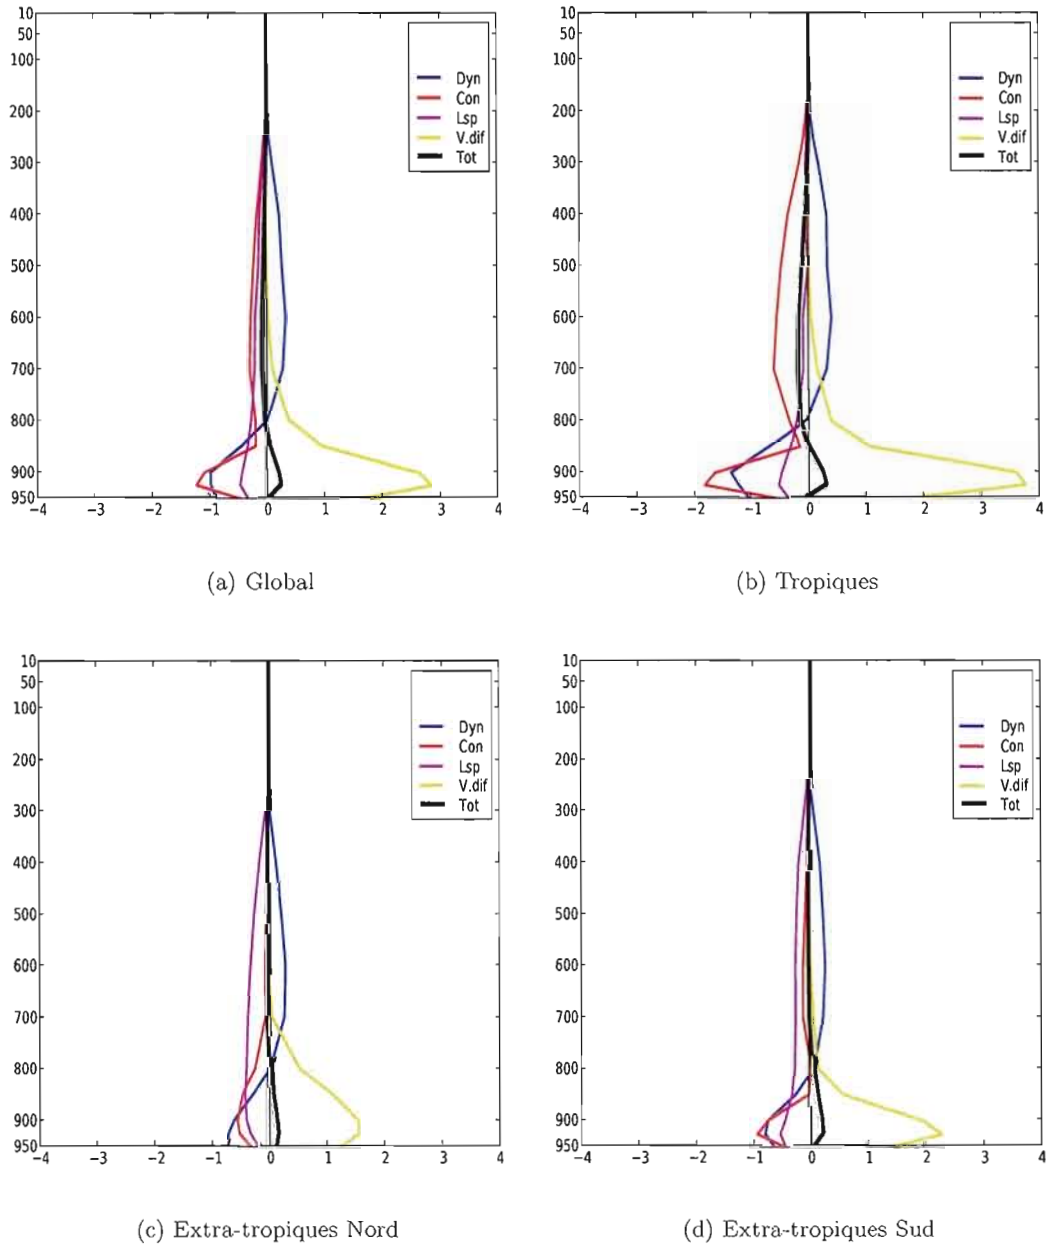 10
50
100
200
300
400
500
600
700
800
900
950
−4 −3 −2 −1 0 1 2 3 4
Dyn
Con
Lsp
V.dif
Tot
(a) Global
10
50
100
200
300
400
500
600
700
800
900
950
−4 −3 −2 −1 0 1 2 3 4
Dyn
Con
Lsp
V.dif
Tot
(b) Tropiques
10
50
100
200
300
400
500
600
700
800
900
950
−4 −3 −2 −1 0 1 2 3 4
Dyn
Con
Lsp
V.dif
Tot
(c) Extra-tropiques Nord
10
50
100
200
300
400
500
600
700
800
900
950
−4 −3 −2 −1 0 1 2 3 4
Dyn
Con
Lsp
V.dif
Tot
(d) Extra-tropiques Sud